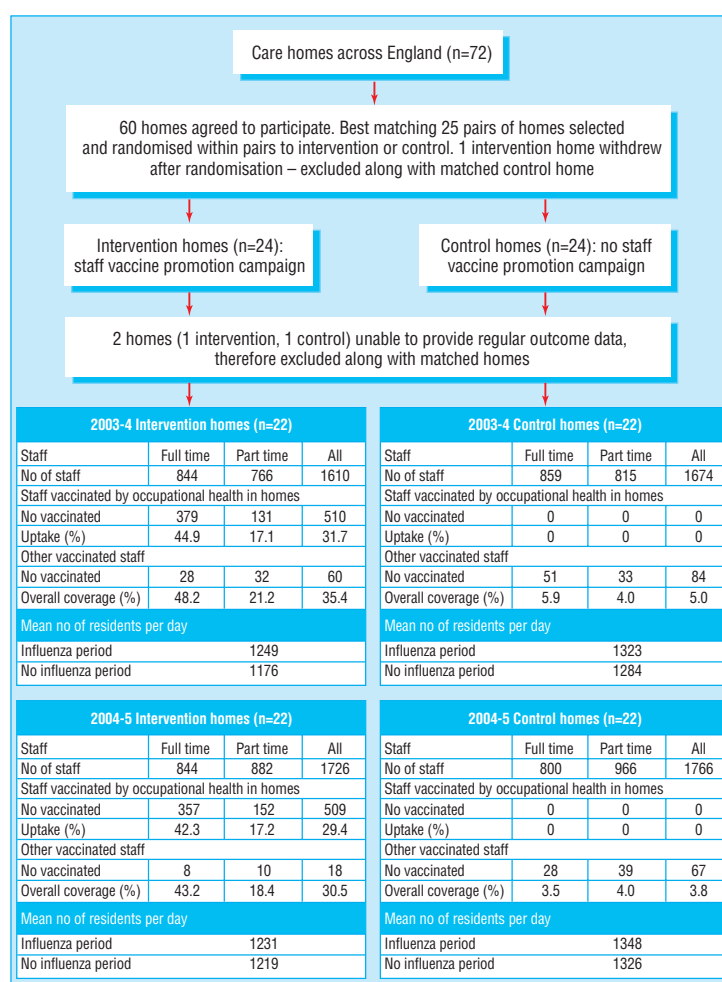 Care homes across England (n=72)
60 homes agreed to participate. Best matching 25 pairs of homes selected
and randomised within pairs to intervention or control. 1 intervention home withdrew
after randomisation – excluded along with matched control home
Intervention homes (n=24):
staff vaccine promotion campaign
Control homes (n=24): no staff
vaccine promotion campaign
2 homes (1 intervention, 1 control) unable to provide regular outcome data,
therefore excluded along with matched homes
2003-4 Intervention homes (n=22)
Staff Full time Part time All
No of staff 844 766 1610
Staff vaccinated by occupational health in homes
No vaccinated 379 131 510
Uptake (%) 44.9 17.1 31.7
Other vaccinated staff
No vaccinated 28 32 60
Overall coverage (%) 48.2 21.2 35.4
Mean no of residents per day
Influenza period 1249
No influenza period 1176
2003-4 Control homes (n=22)
Staff Full time Part time All
No of staff 859 815 1674
Staff vaccinated by occupational health in homes
No vaccinated 0 0 0
Uptake (%) 0 0 0
Other vaccinated staff
No vaccinated 51 33 84
Overall coverage (%) 5.9 4.0 5.0
Mean no of residents per day
Influenza period 1323
No influenza period 1284
2004-5 Intervention homes (n=22)
Staff Full time Part time All
No of staff 844 882 1726
Staff vaccinated by occupational health in homes
No vaccinated 357 152 509
Uptake (%) 42.3 17.2 29.4
Other vaccinated staff
No vaccinated 8 10 18
Overall coverage (%) 43.2 18.4 30.5
Mean no of residents per day
Influenza period 1231
No influenza period 1219
2004-5 Control homes (n=22)
Staff Full time Part time All
No of staff 800 966 1766
Staff vaccinated by occupational health in homes
No vaccinated 0 0 0
Uptake (%) 0 0 0
Other vaccinated staff
No vaccinated 28 39 67
Overall coverage (%) 3.5 4.0 3.8
Mean no of residents per day
Influenza period 1348
No influenza period 1326